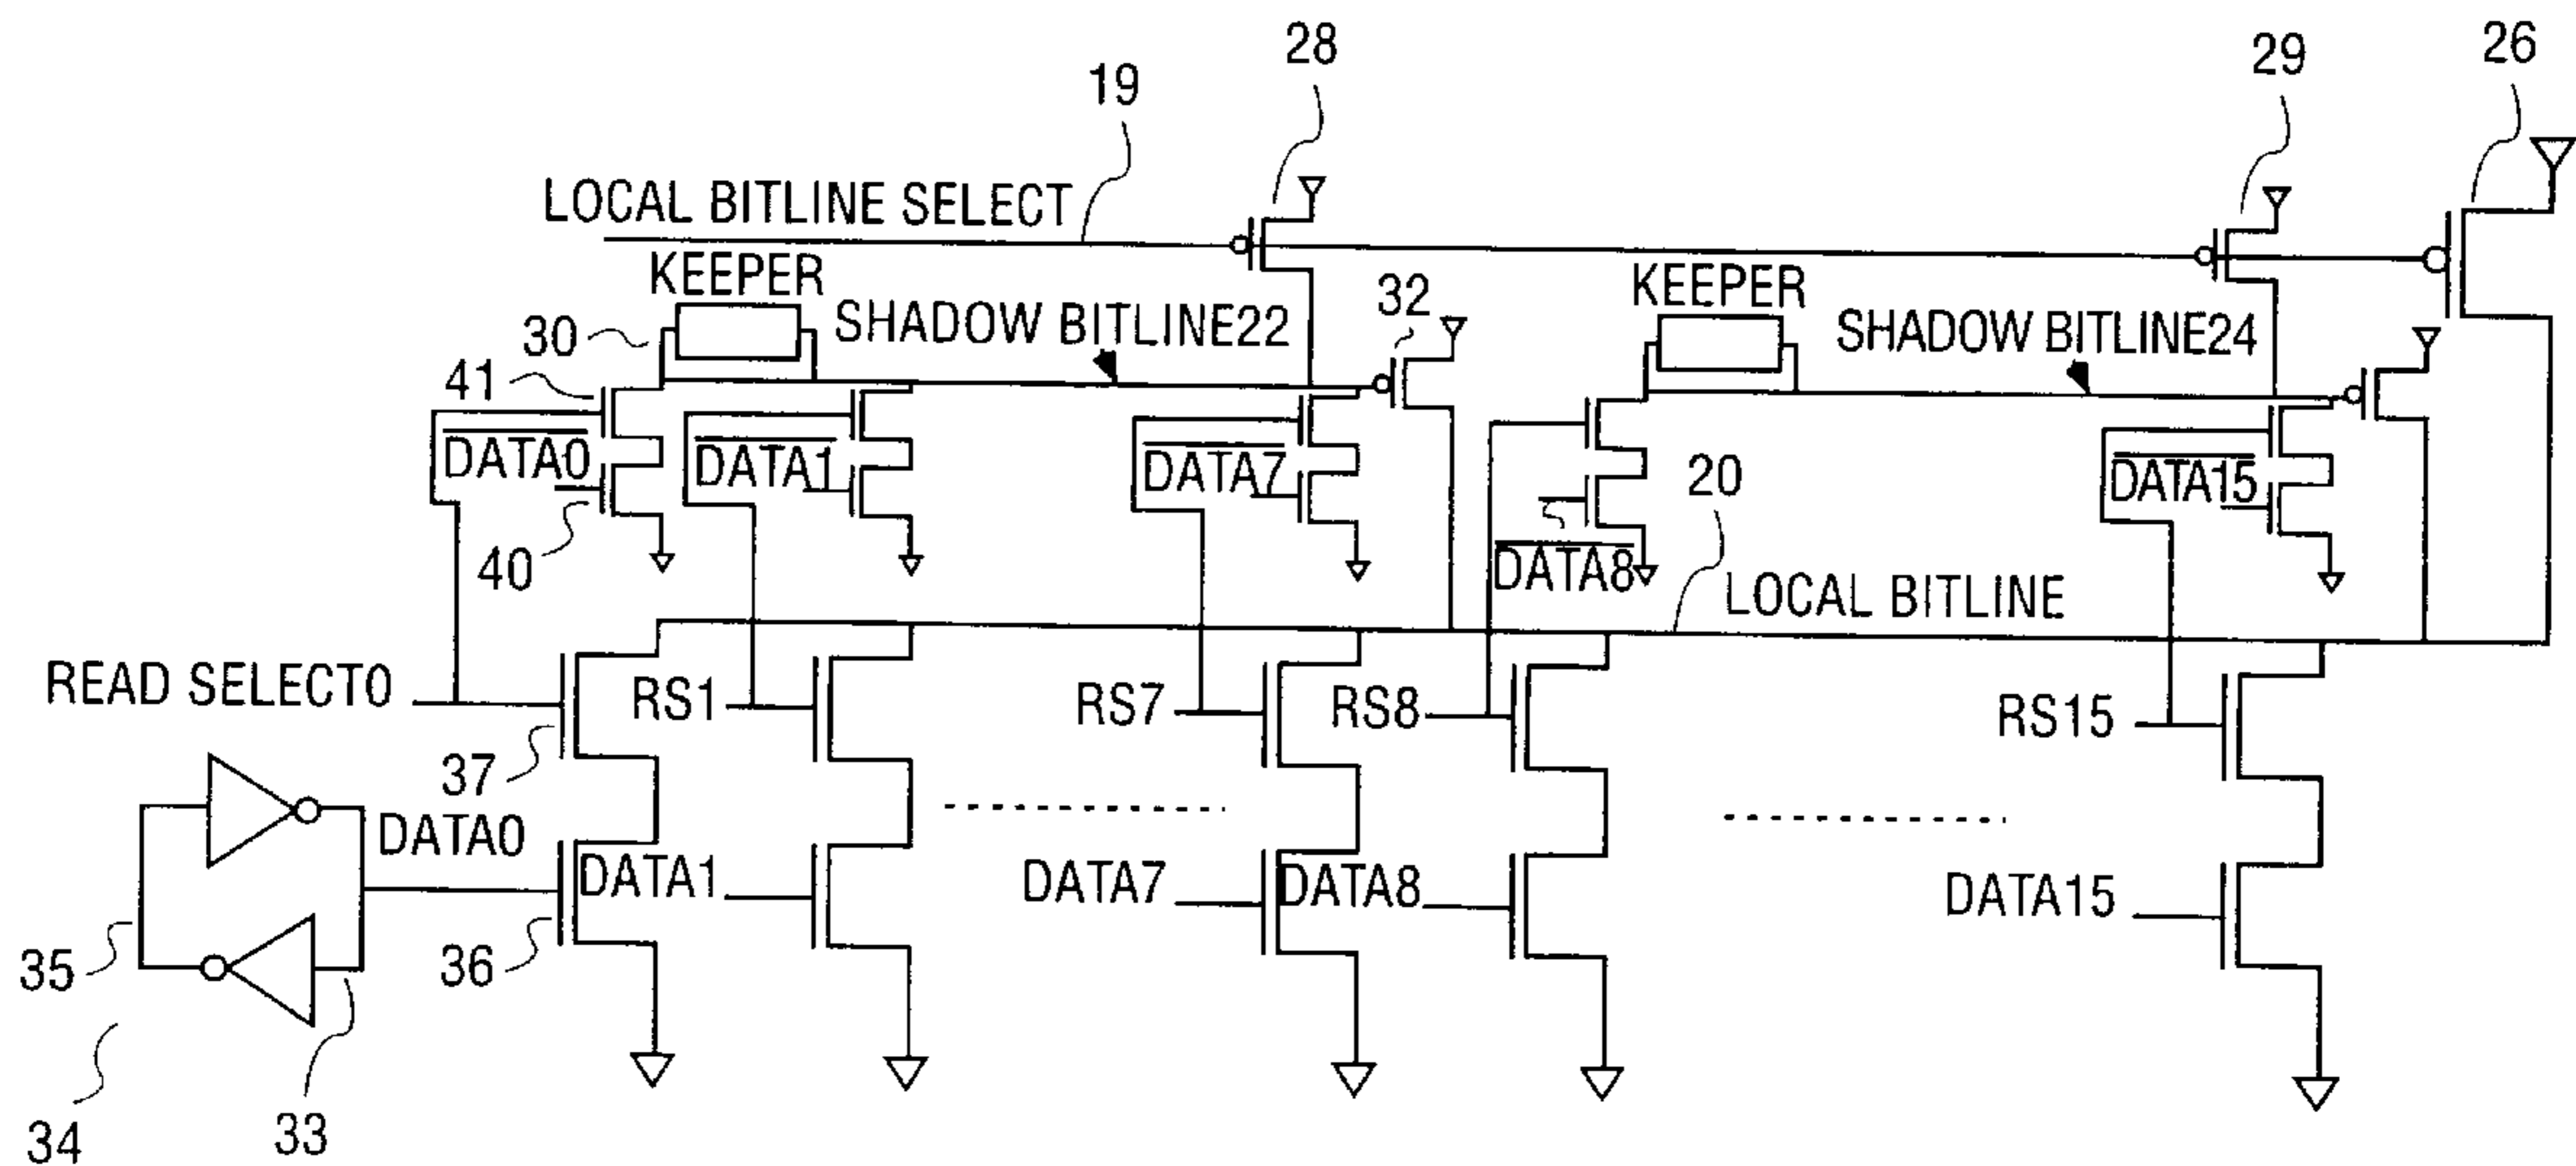 28
29
26
19
LOCAL BITLINE SELECT
KEEPER
30
SHADOW BITLINE22
32
KEEPER
SHADOW BITLINE24
41
DATA0
DATA1
DATA7
20
DATA15
40
DATA8
LOCAL BITLINE
READ SELECT0
RS1
RS7
RS8
RS15
37
DATA0
DATA1
DATA7
DATA8
DATA15
35
36
34
33